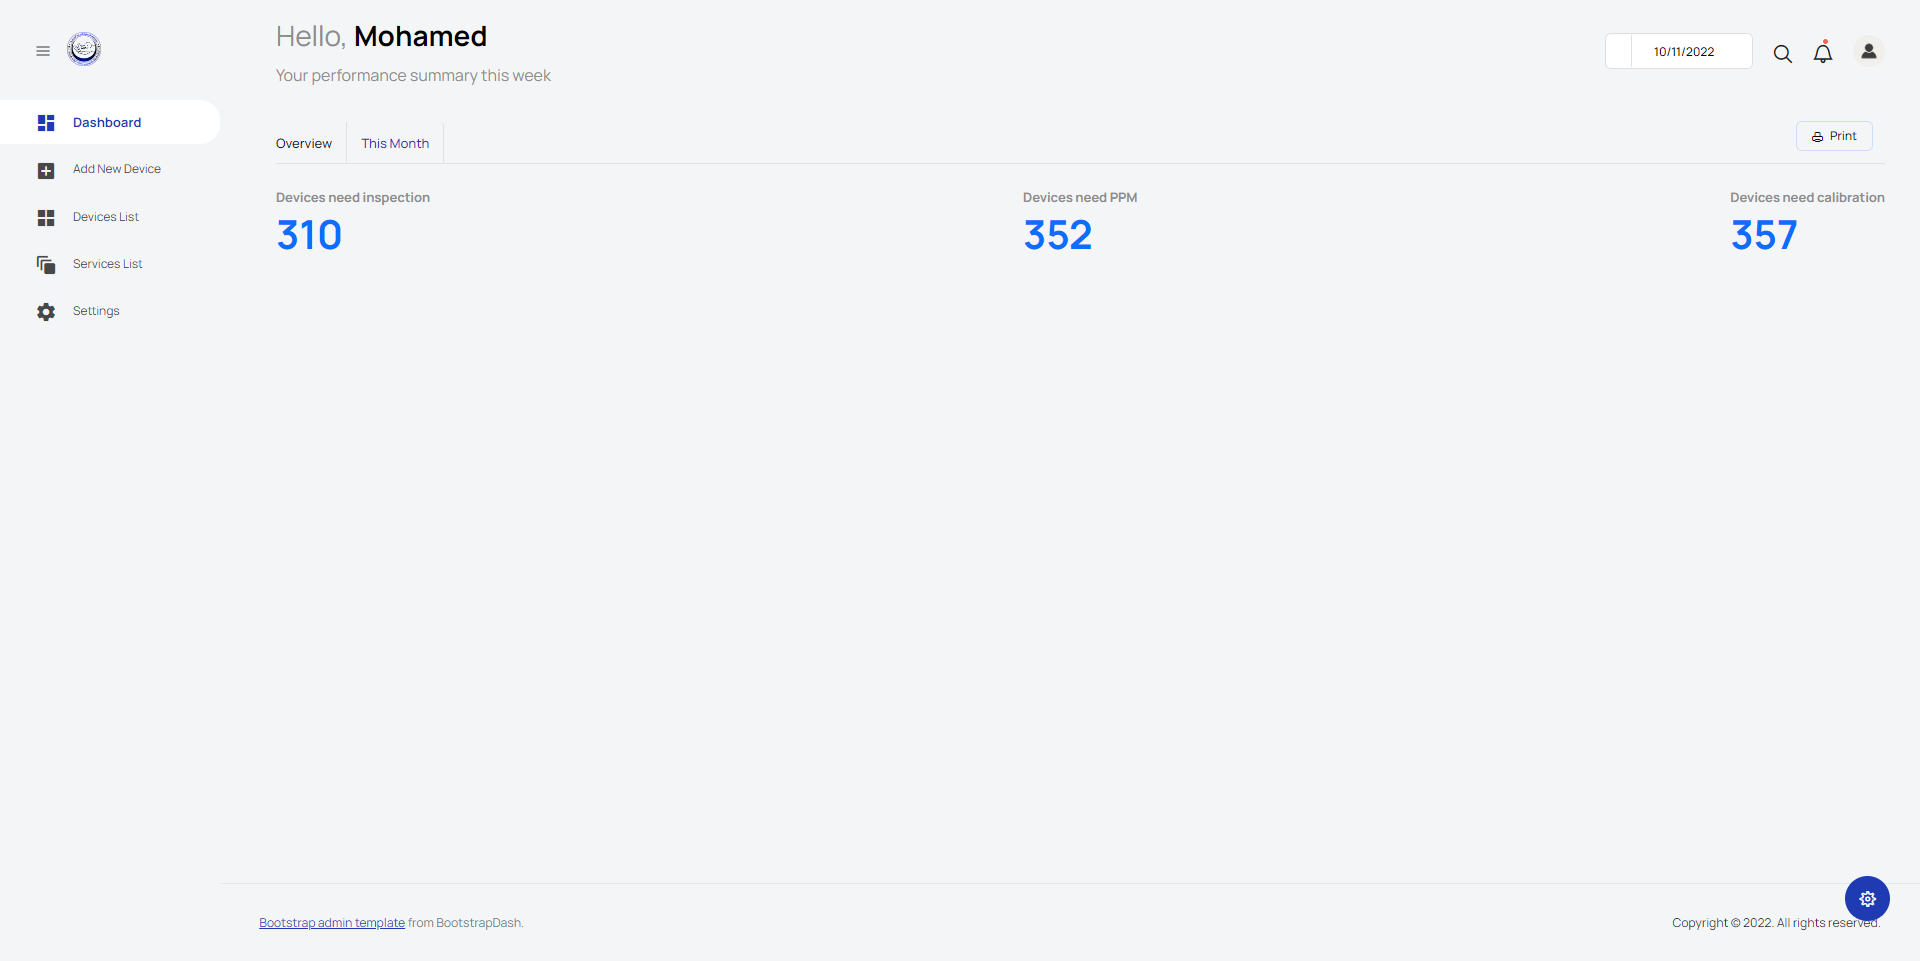 Hello, Mohamed
Your performance summary this week
10/11/2022
Dashboard
Add New Device
Devices List
Services List
Settings
Overview
This Month
Print
Devices need inspection
310
Devices need PPM
352
Devices need calibration
357
Bootstrap admin template from BootstrapDash.
Copyright © 2022. All rights reserved.